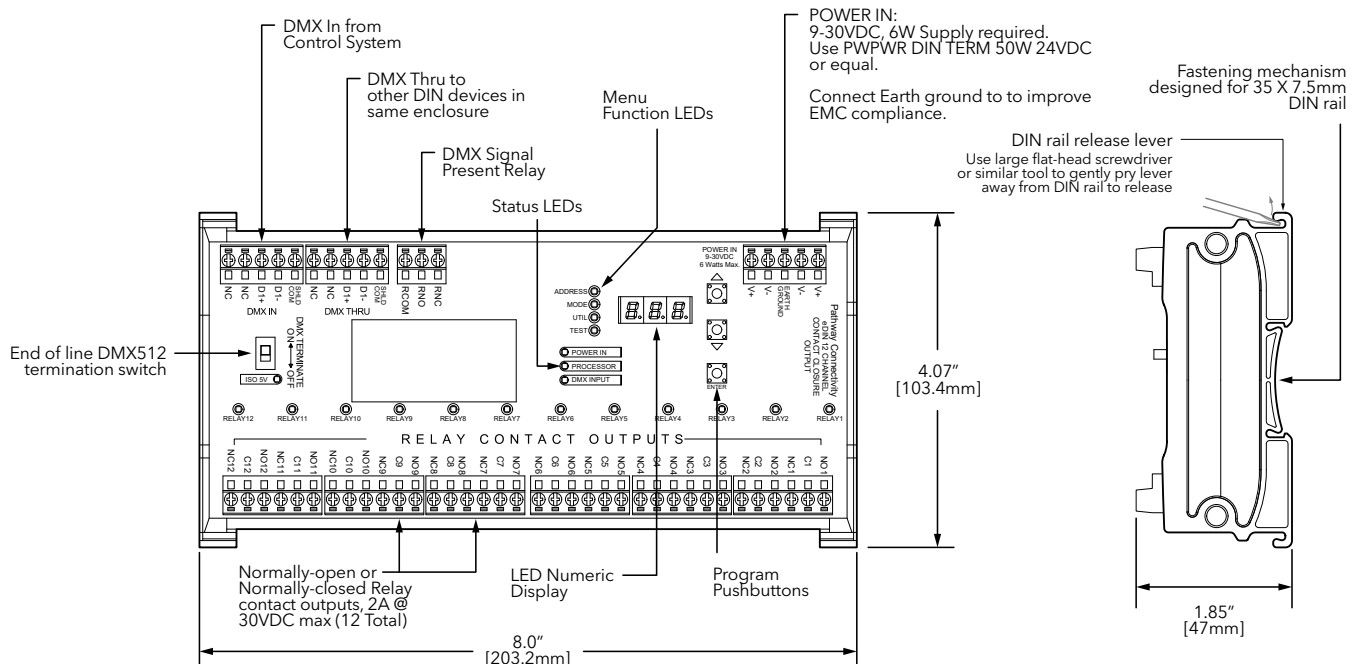 DMX In from
Control System
DMX Thru to
other DIN devices in
same enclosure
DMX Signal
Present Relay
Status LEDs
Menu
Function LEDs
POWER IN:
9-30VDC, 6W Supply required.
Use PWPWR DIN TERM 50W 24VDC
or equal.
Connect Earth ground to to improve
EMC compliance.
Fastening mechanism
designed for 35 X 7.5mm
DIN rail
DIN rail release lever
Use large flat-head screwdriver
or similar tool to gently pry lever
away from DIN rail to release
End of line DMX512
termination switch
NC NC D1+ D1- SHLD COM
DMX IN
NC NC D1+ D1- SHLD COM
DMX THRU
RCOM RNO RNC
DMX TERMINATE
ON OFF
ISO 5V
ADDRESS
MODE
UTIL
TEST
8.8.8.
POWER IN
PROCESSOR
DMX INPUT
POWER IN
9-30VDC
6 Watts Max.
ENTER
V+ V- EARTH GROUND V- V+
Pathway Connectivity
eDIN 12 CHANNEL
CONTACT CLOSURE
OUTPUT
RELAY12 RELAY11 RELAY10 RELAY9 RELAY8 RELAY7 RELAY6 RELAY5 RELAY4 RELAY3 RELAY2 RELAY1
RELAY CONTACT OUTPUTS
NC12 C12 NO12 NC11 C11 NO11 NC10 C10 NO10 NC9 C9 NO9 NC8 C8 NO8 NC7 C7 NO7 NC6 C6 NO6 NC5 C5 NO5 NC4 C4 NO4 NC3 C3 NO3 NC2 C2 NO2 NC1 C1 NO1
Normally-open or
Normally-closed Relay
contact outputs, 2A @
30VDC max (12 Total)
LED Numeric
Display
Program
Pushbuttons
4.07"
[103.4mm]
8.0"
[203.2mm]
1.85"
[47mm]